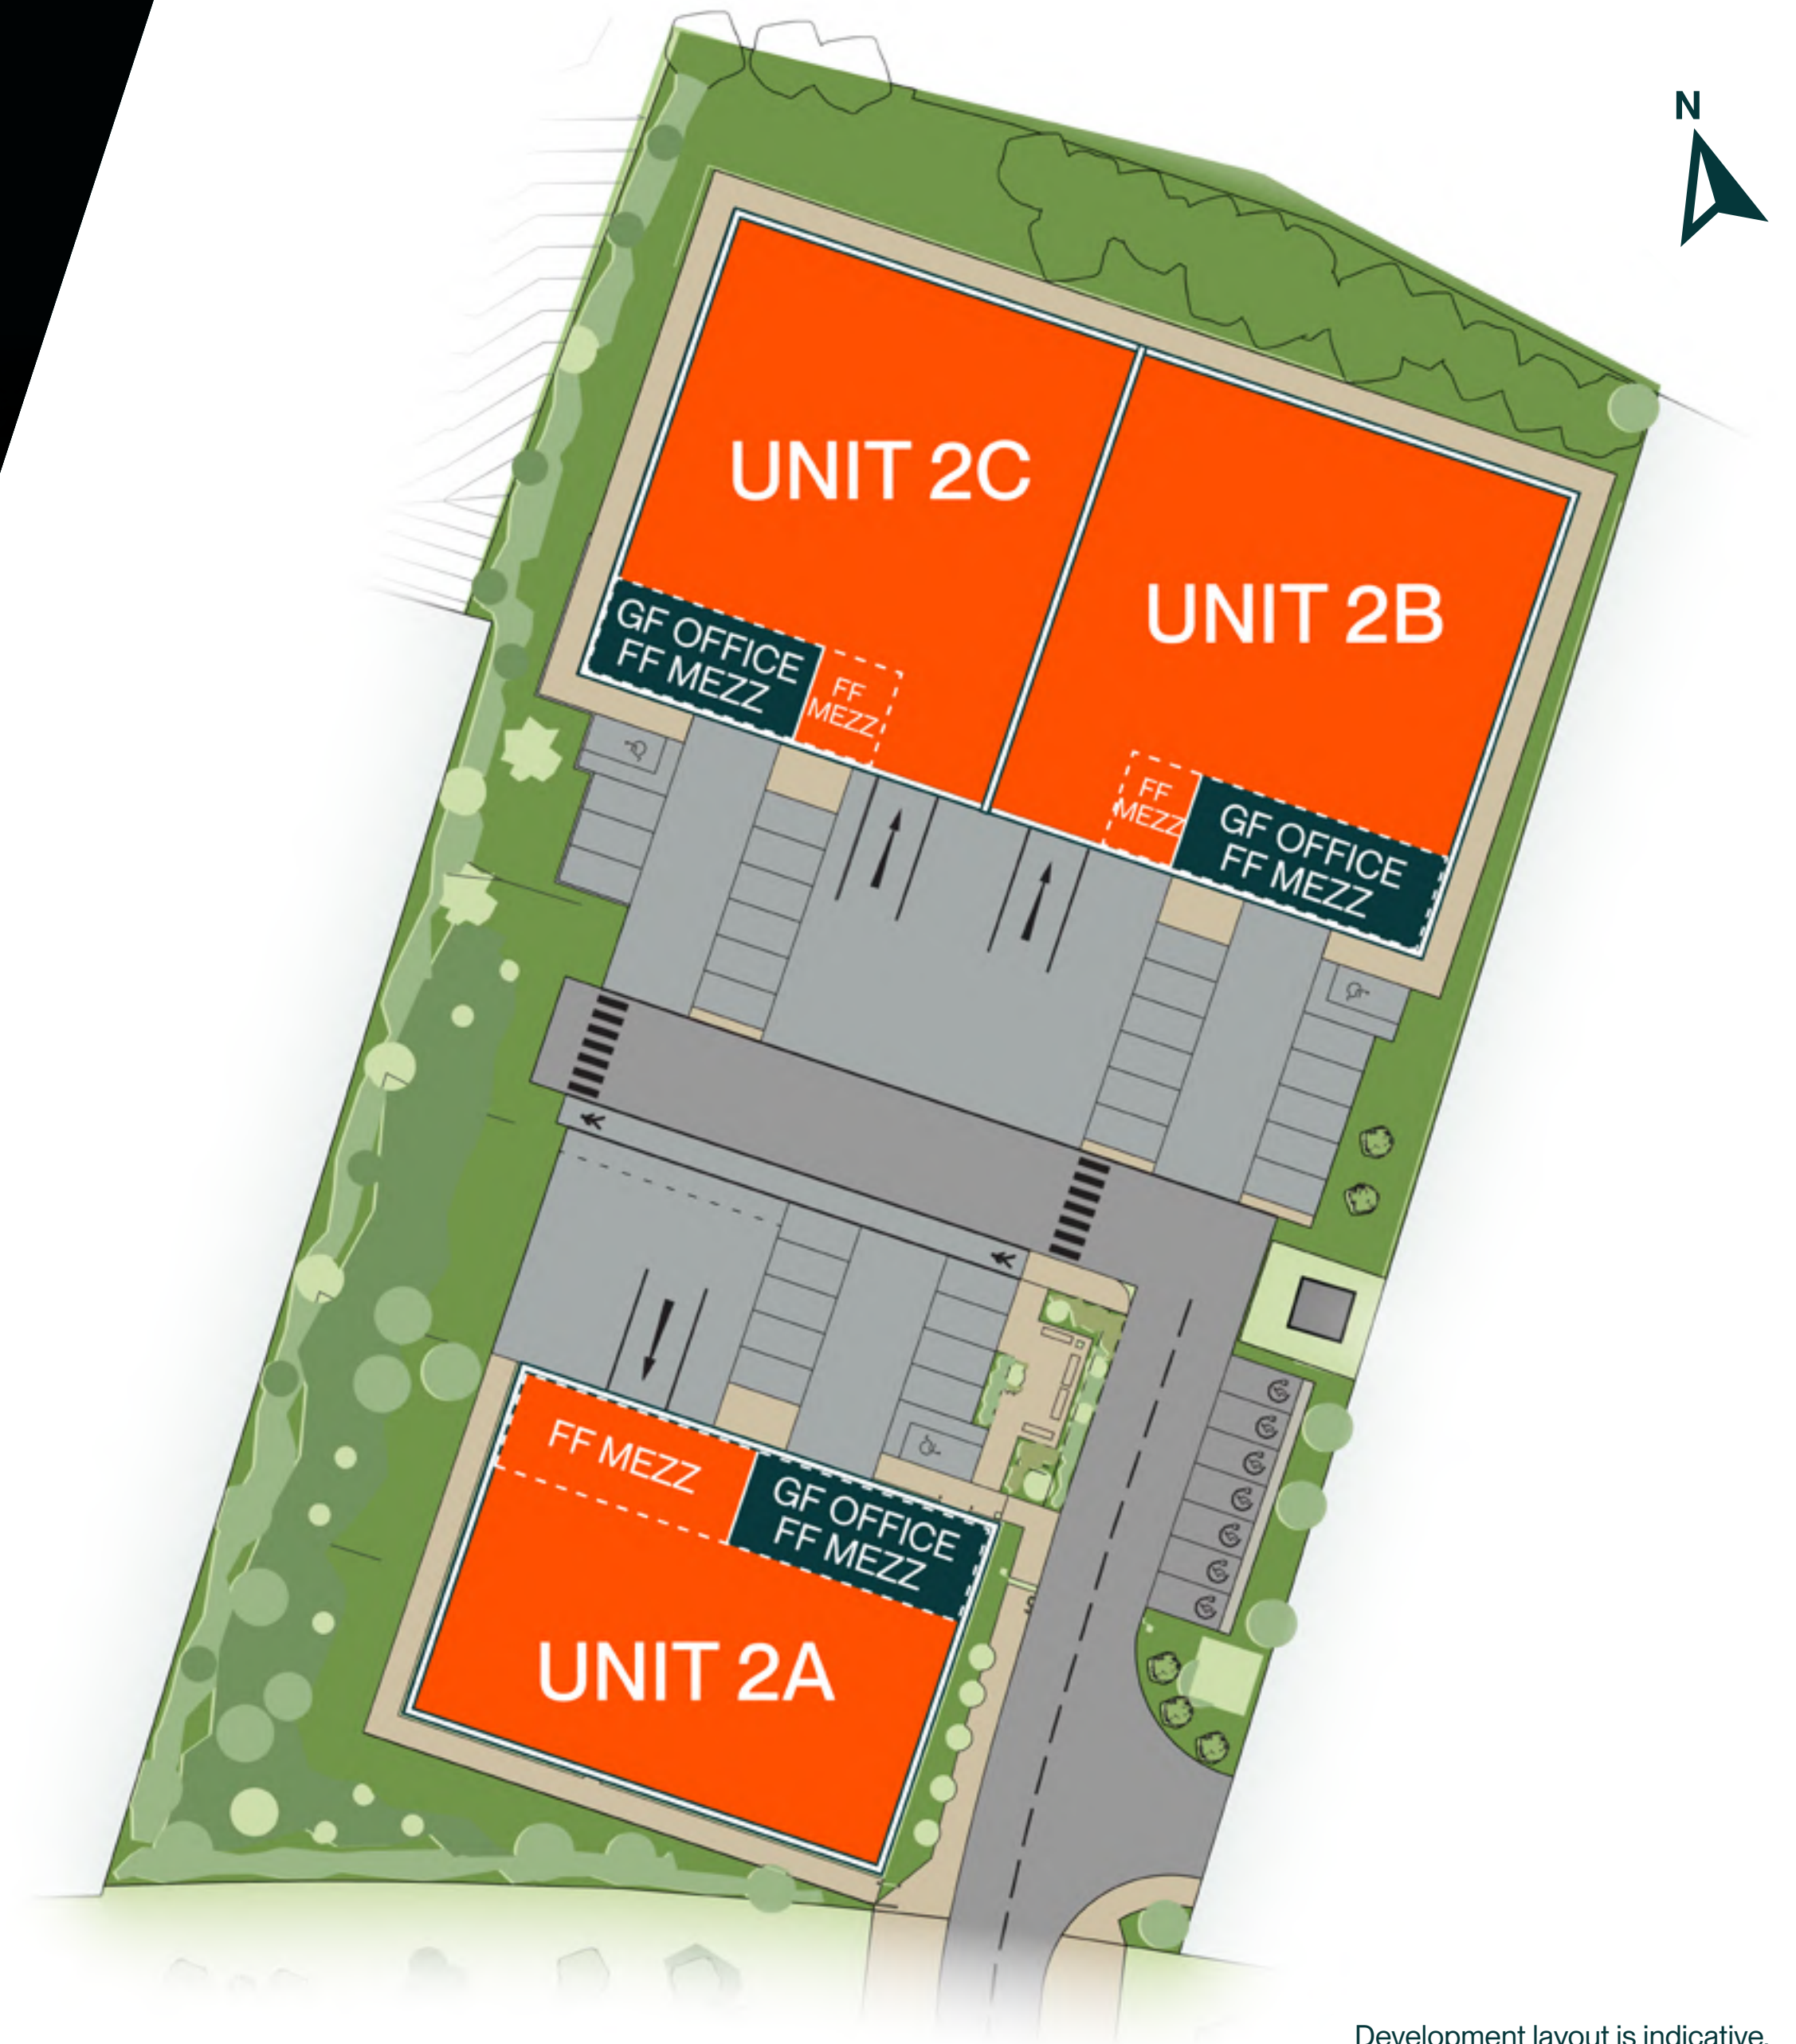 N
UNIT 2C
UNIT 2B
GF OFFICE
FF MEZZ
FF
MEZZ
FF
MEZZ
GF OFFICE
FF MEZZ
FF MEZZ
GF OFFICE
FF MEZZ
UNIT 2A
Development layout is indicative.